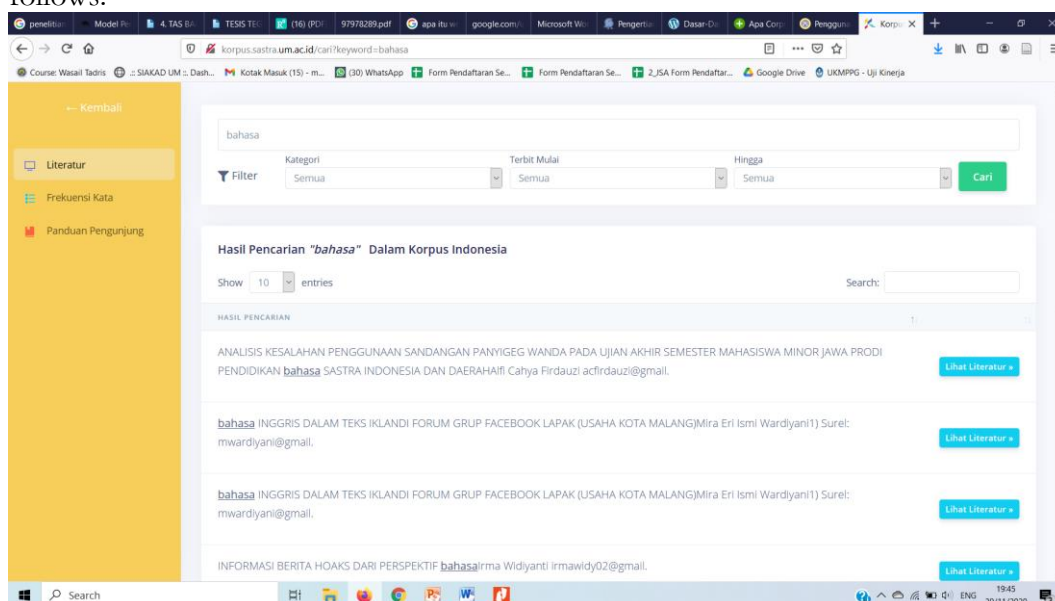 follows:
penelitian
Model Pe
4. TAS BA
TESIS TEC
(16) (PDF
97978289.pdf
apa itu w
google.com/
Microsoft Wo
Pengertia
Dasar-Da
Apa Corp
Pengguna
Korpu
korpus.sastra.um.ac.id/cari?keyword=bahasa
Course: Wasail Tadris
.:: SIAKAD UM ::. Dash...
Kotak Masuk (15) - m...
(30) WhatsApp
Form Pendaftaran Se...
Form Pendaftaran Se...
2_JSA Form Pendaftar...
Google Drive
UKMPPG - Uji Kinerja
← Kembali
Literatur
Frekuensi Kata
Panduan Pengunjung
bahasa
Filter
Kategori
Semua
Terbit Mulai
Semua
Hingga
Semua
Cari
Hasil Pencarian "bahasa" Dalam Korpus Indonesia
Show 10 entries
Search:
HASIL PENCARIAN
ANALISIS KESALAHAN PENGGUNAAN SANDANGAN PANYIGEG WANDA PADA UJIAN AKHIR SEMESTER MAHASISWA MINOR JAWA PRODI
PENDIDIKAN bahasa SASTRA INDONESIA DAN DAERAHAlfi Cahya Firdauzi acfirdauzi@gmail.
Lihat Literatur »
bahasa INGGRIS DALAM TEKS IKLANDI FORUM GRUP FACEBOOK LAPAK (USAHA KOTA MALANG)Mira Eri Ismi Wardiyani1) Surel:
mwardiyani@gmail.
Lihat Literatur »
bahasa INGGRIS DALAM TEKS IKLANDI FORUM GRUP FACEBOOK LAPAK (USAHA KOTA MALANG)Mira Eri Ismi Wardiyani1) Surel:
mwardiyani@gmail.
Lihat Literatur »
INFORMASI BERITA HOAKS DARI PERSPEKTIF bahasaIrma Widiyanti irmawidy02@gmail.
Lihat Literatur »
Search
ENG
19:45
20/11/2020